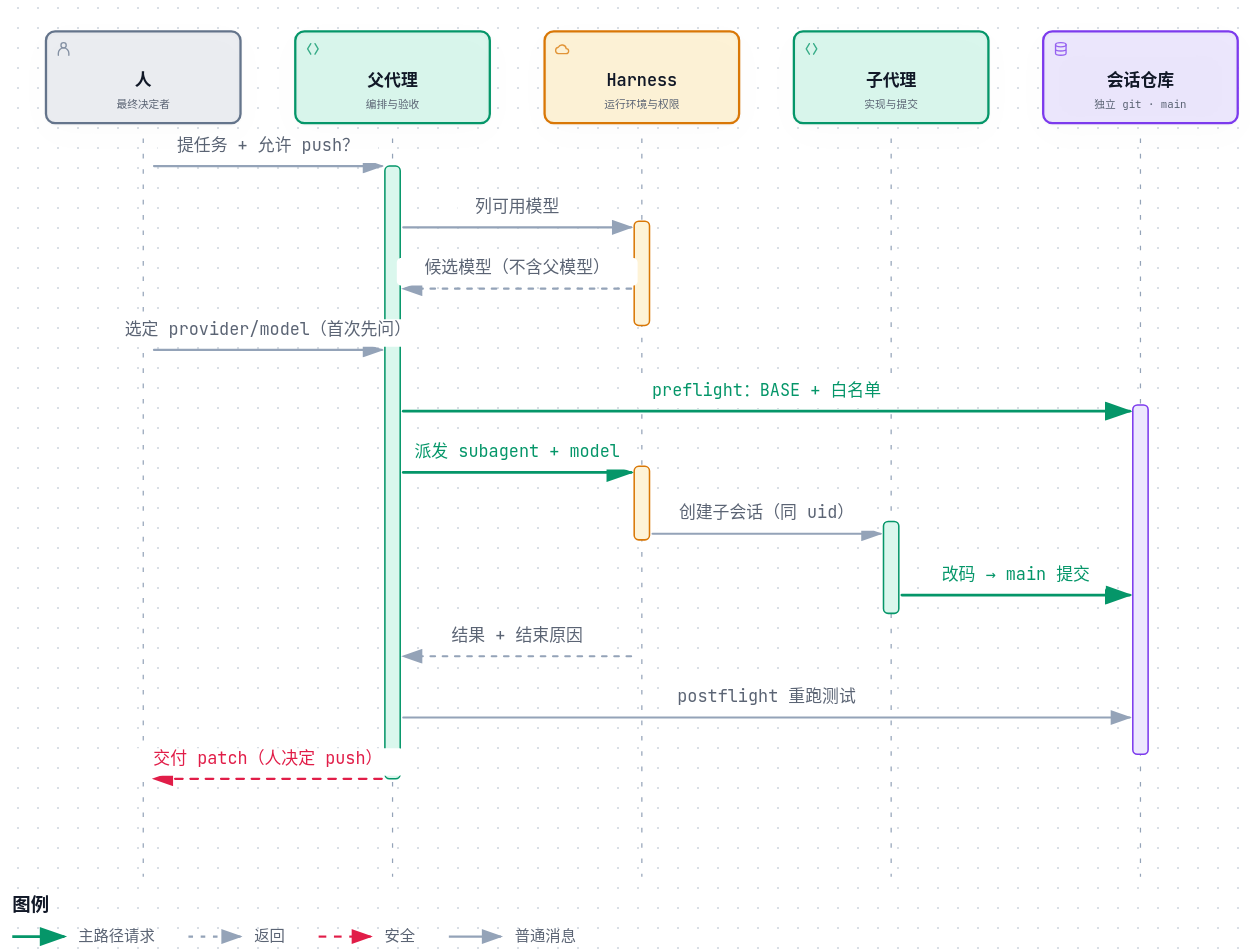 人
最终决定者
父代理
编排与验收
Harness
运行环境与权限
子代理
实现与提交
会话仓库
独立 git · main
提任务 + 允许 push?
列可用模型
候选模型（不含父模型）
选定 provider/model（首次先问）
preflight：BASE + 白名单
派发 subagent + model
创建子会话（同 uid）
改码 → main 提交
结果 + 结束原因
postflight 重跑测试
交付 patch（人决定 push）
图例
主路径请求
返回
安全
普通消息